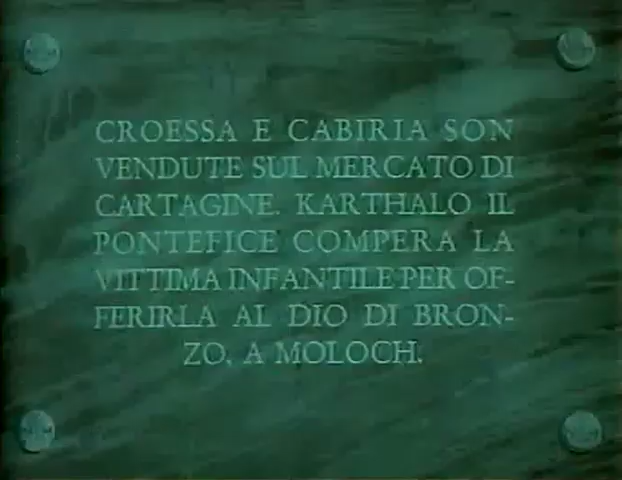 CROESSA E CABIRIA SON
VENDUTE SUL MERCATO DI
CARTAGINE. KARTHALO IL
PONTEFICE COMPERA LA
VITTIMA INFANTILE PER OF-
FERIRLA AL DIO DI BRON-
ZO, A MOLOCH.